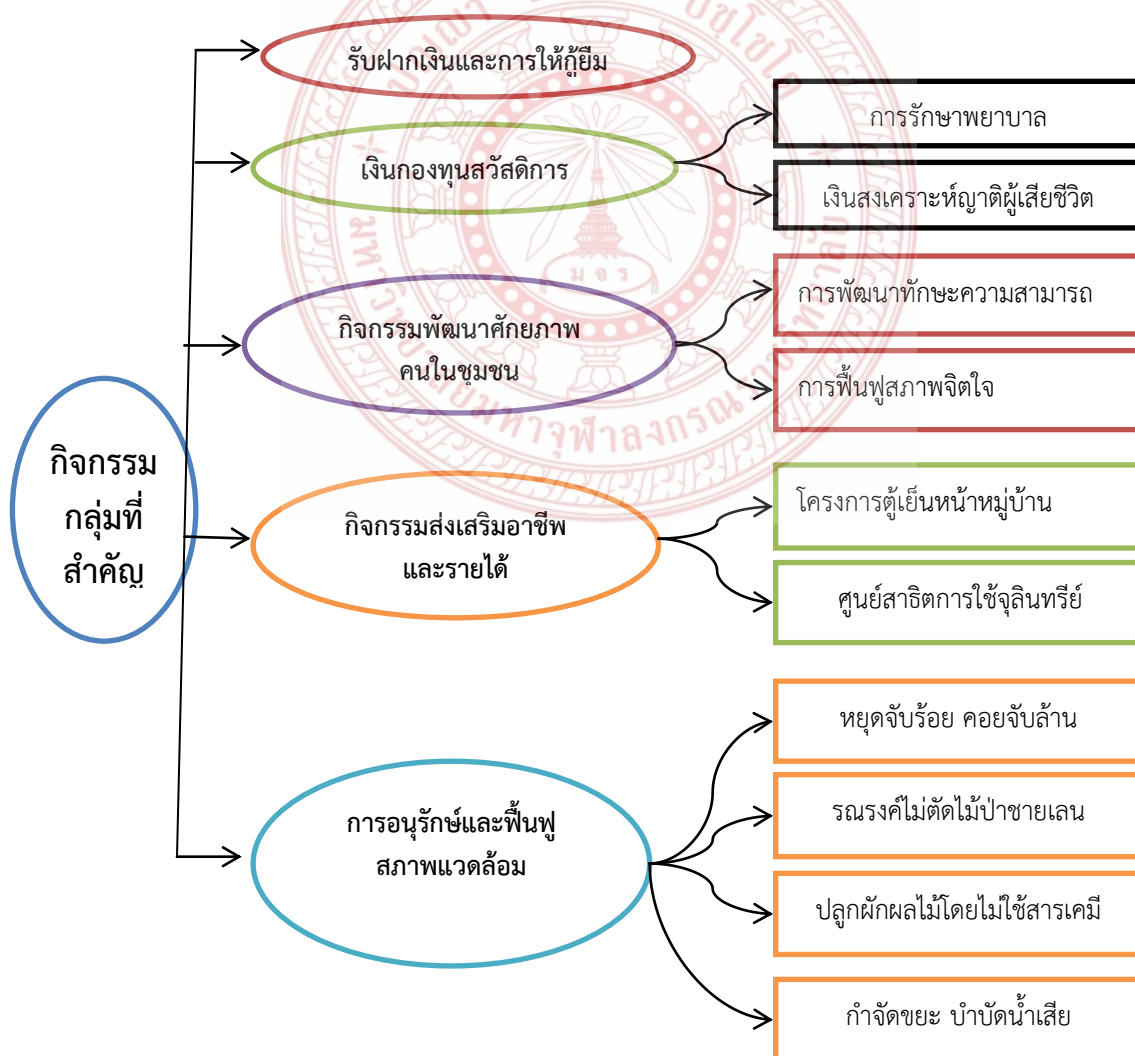 รับฝากเงินและการให้กู้ยืม
การรักษาพยาบาล
เงินกองทุนสวัสดิการ
เงินสงเคราะห์ญาติผู้เสียชีวิต
การพัฒนาทักษะความสามารถ
กิจกรรมพัฒนาศักยภาพ
คนในชุมชน
การฟื้นฟูสภาพจิตใจ
กิจกรรม
กลุ่มที่
สำคัญ
โครงการตู้เย็นหน้าหมู่บ้าน
กิจกรรมส่งเสริมอาชีพ
และรายได้
ศูนย์สาธิตการใช้จุลินทรีย์
หยุดจับร้อย คอยจับล้าน
รณรงค์ไม่ตัดไม้ป่าชายเลน
การอนุรักษ์และฟื้นฟู
สภาพแวดล้อม
ปลูกผักผลไม้โดยไม่ใช้สารเคมี
กำจัดขยะ บำบัดน้ำเสีย
ม จ ร